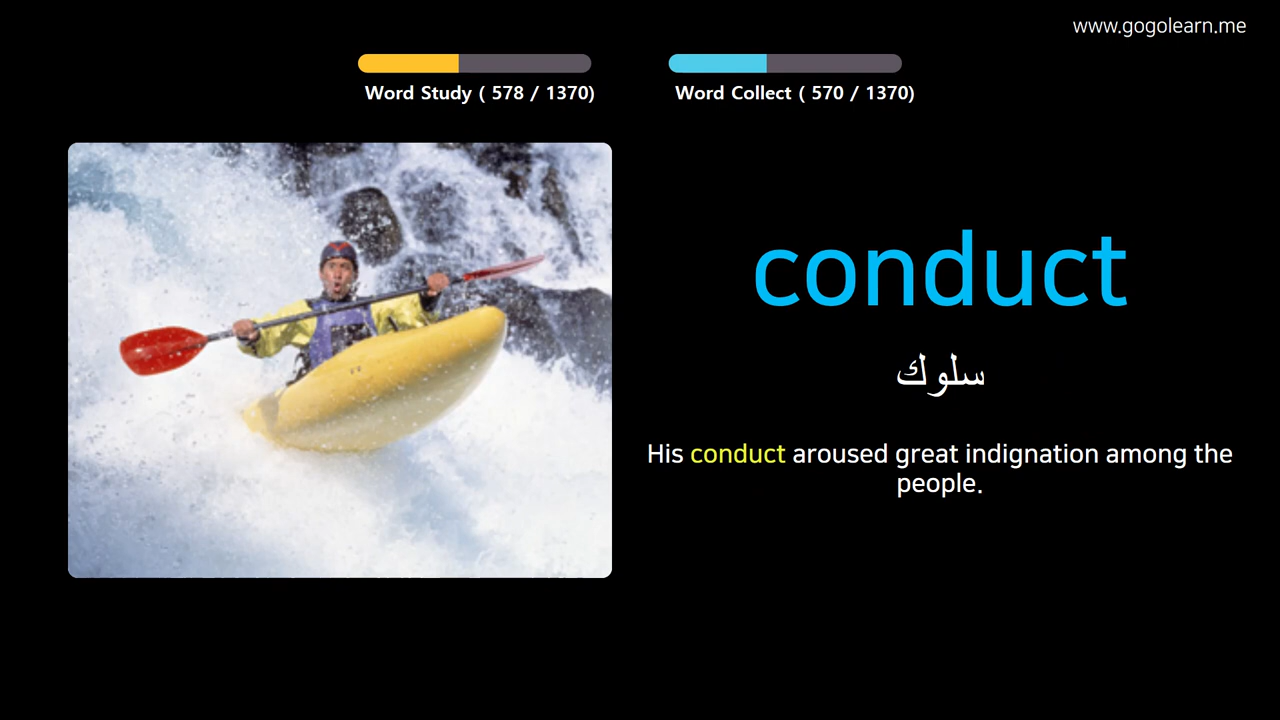 www.gogolearn.me
Word Study ( 578 / 1370)
Word Collect ( 570 / 1370)
conduct
سلوك
His conduct aroused great indignation among the
people.